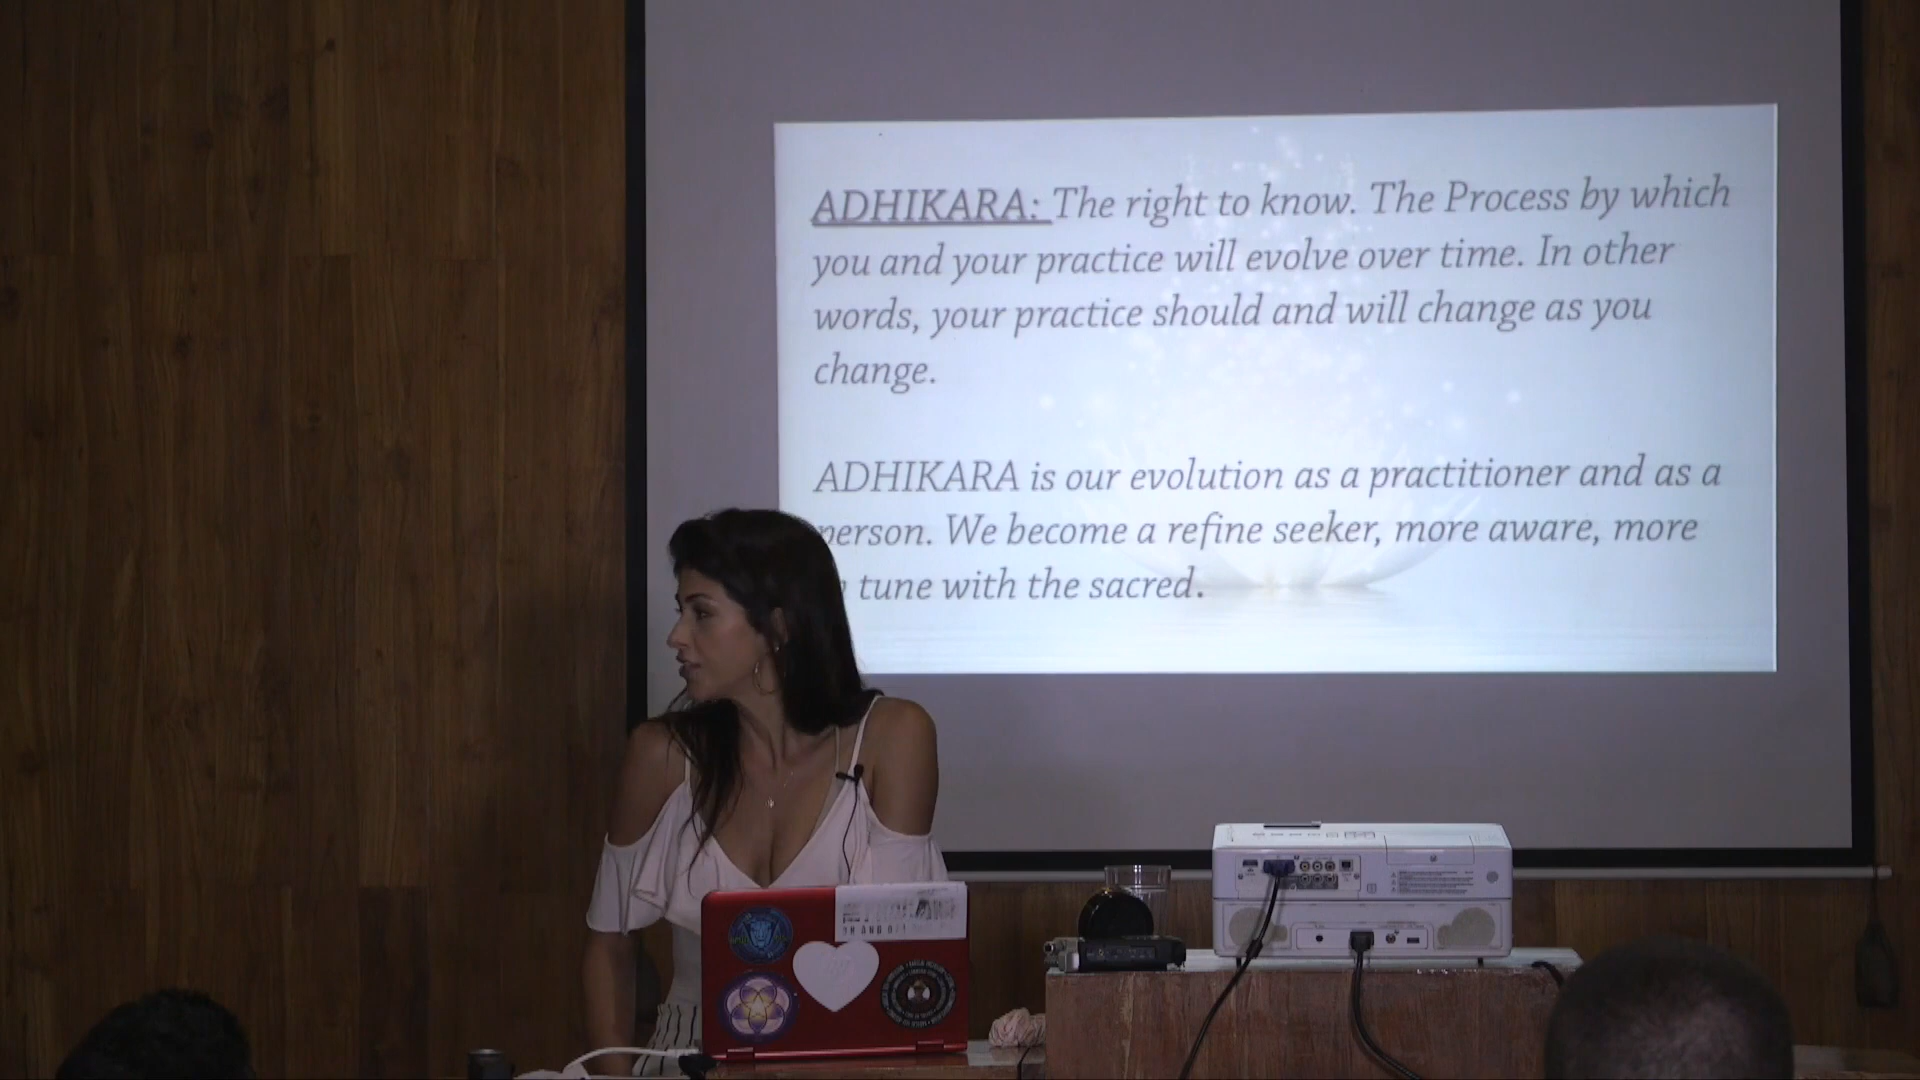 ADHIKARA: The right to know. The Process by which
you and your practice will evolve over time. In other
words, your practice should and will change as you
change.
ADHIKARA is our evolution as a practitioner and as a
person. We become a refine seeker, more aware, more
tune with the sacred.